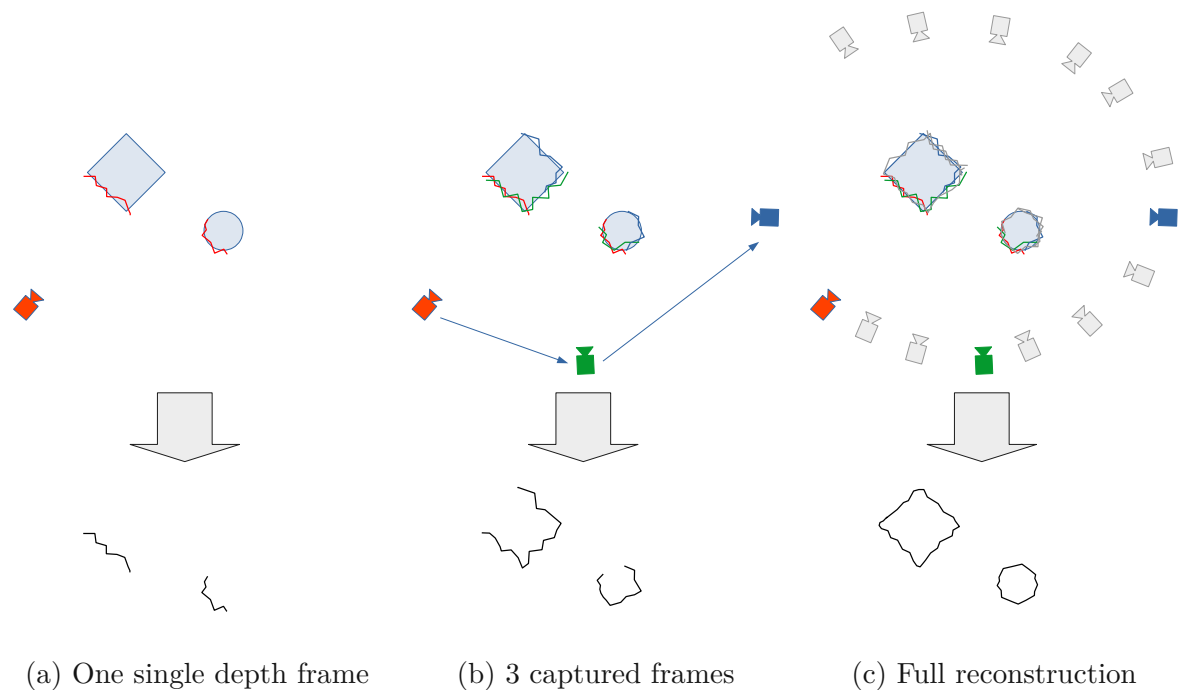 (a) One single depth frame
(b) 3 captured frames
(c) Full reconstruction